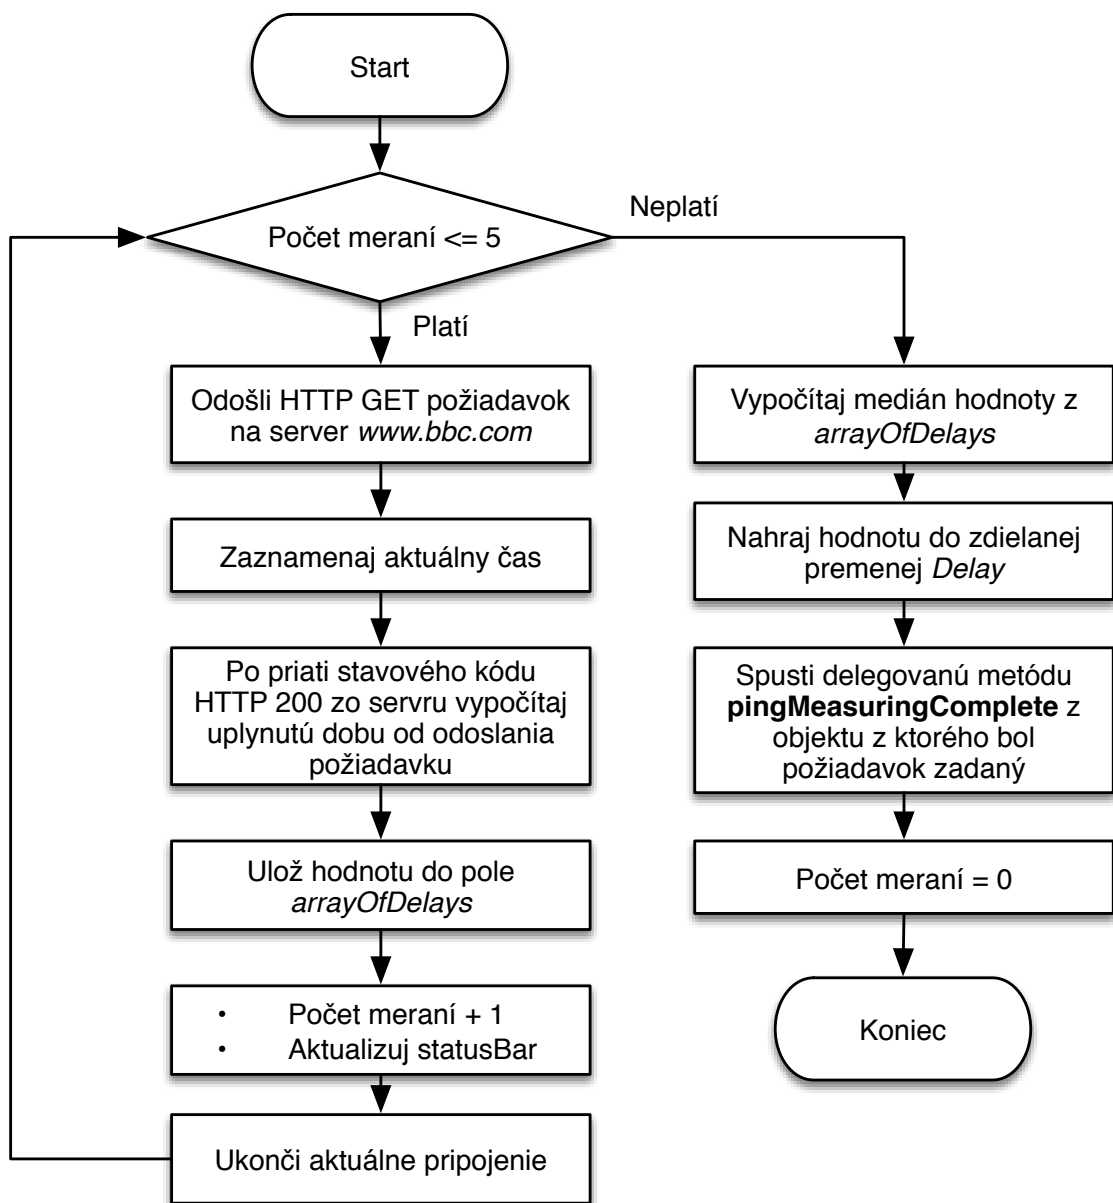 Start
Počet meraní <= 5
Neplatí
Platí
Odošli HTTP GET požiadavok
na server www.bbc.com
Zaznamenaj aktuálny čas
Po priati stavového kódu
HTTP 200 zo servru vypočítaj
uplynutú dobu od odoslania
požiadavku
Ulož hodnotu do pole
arrayOfDelays
• Počet meraní + 1
• Aktualizuj statusBar
Ukonči aktuálne pripojenie
Vypočítaj medián hodnoty z
arrayOfDelays
Nahraj hodnotu do zdielanej
premenej Delay
Spusti delegovanú metódu
pingMeasuringComplete z
objektu z ktorého bol
požiadavok zadaný
Počet meraní = 0
Koniec